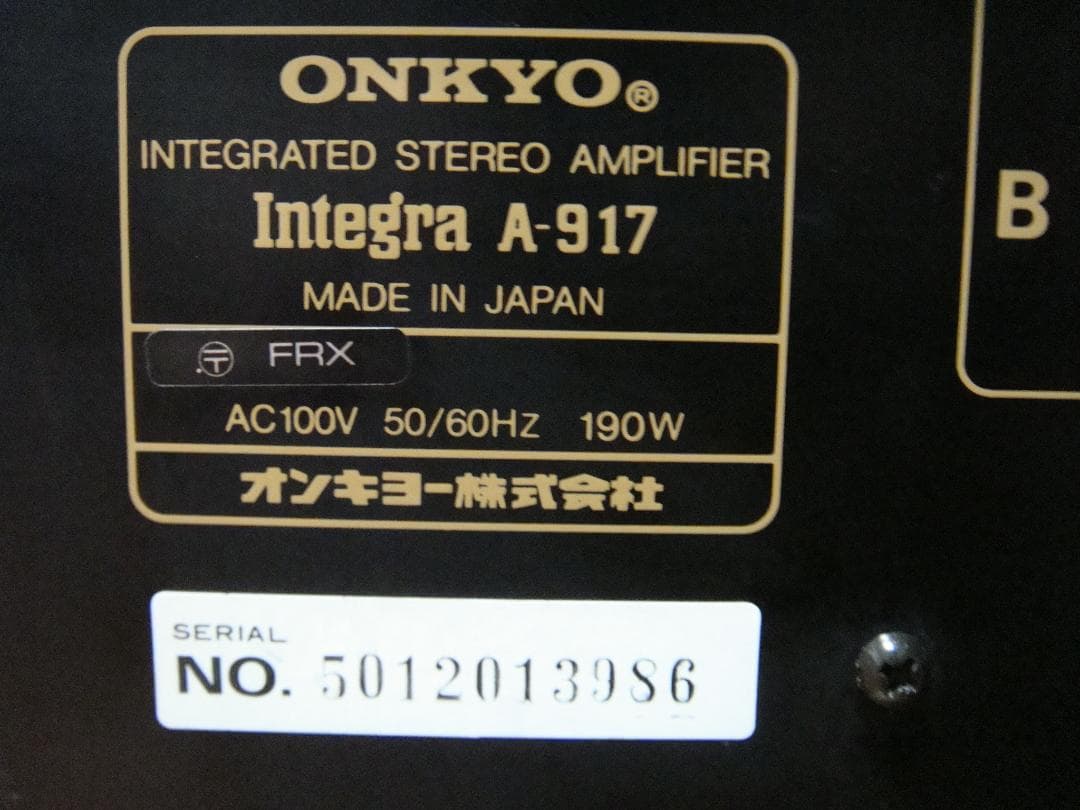 ONKYO®
INTEGRATED STEREO AMPLIFIER
Integra A-917
MADE IN JAPAN
〶 FRX
AC100V 50/60Hz 190W
オンキヨー株式会社
SERIAL
NO. 5012013986
B